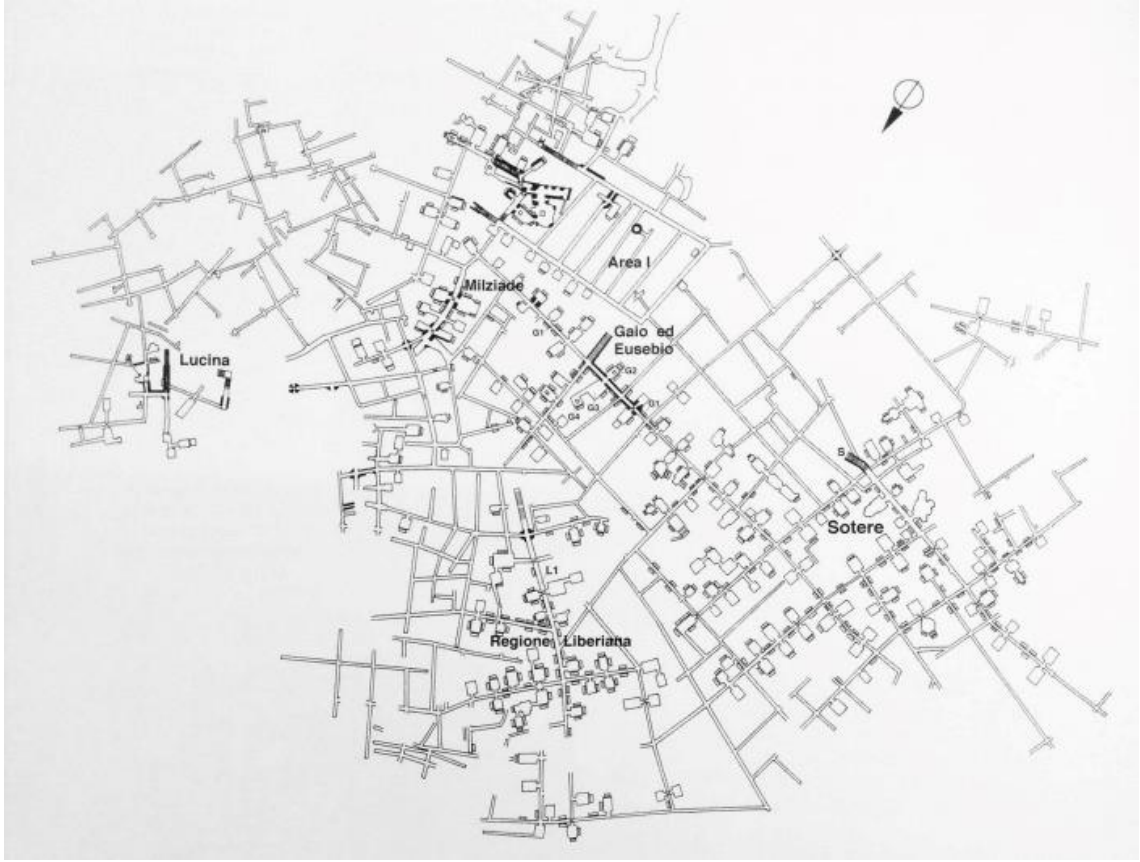 Area I
Milziade
G1
Gaio ed
Eusebio
Lucina
G2
G1
G3
G4
S
Sotere
L1
Regione Liberiana